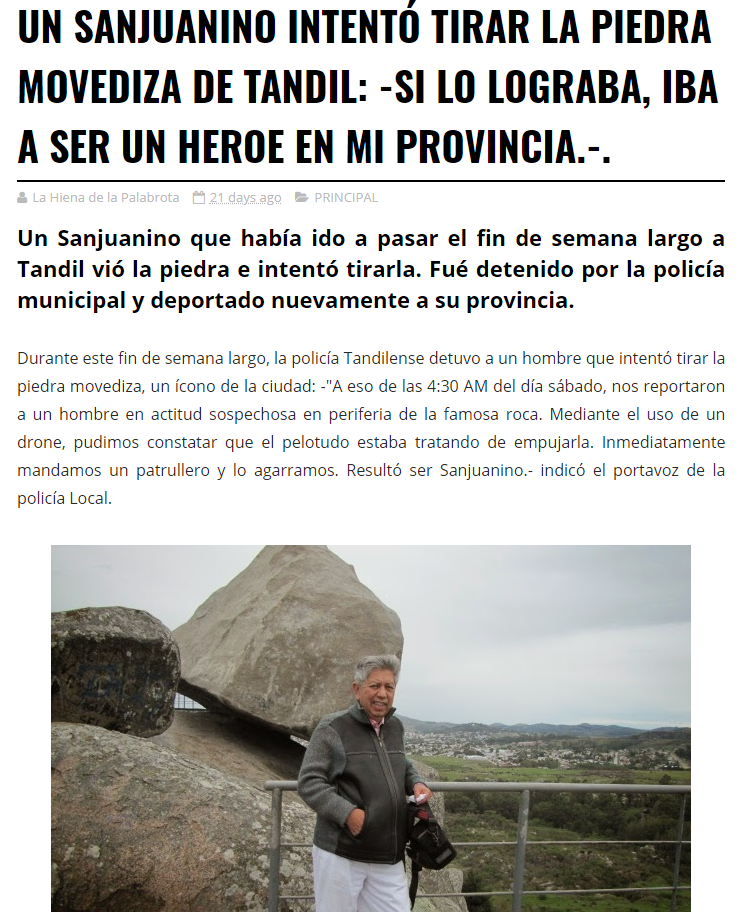 UN SANJUANINO INTENTÓ TIRAR LA PIEDRA
MOVEDIZA DE TANDIL: -SI LO LOGRABA, IBA
A SER UN HEROE EN MI PROVINCIA.-.
La Hiena de la Palabrota 21 days ago PRINCIPAL
Un Sanjuanino que había ido a pasar el fin de semana largo a
Tandil vió la piedra e intentó tirarla. Fué detenido por la policía
municipal y deportado nuevamente a su provincia.
Durante este fin de semana largo, la policía Tandilense detuvo a un hombre que intentó tirar la
piedra movediza, un ícono de la ciudad: -"A eso de las 4:30 AM del día sábado, nos reportaron
a un hombre en actitud sospechosa en periferia de la famosa roca. Mediante el uso de un
drone, pudimos constatar que el pelotudo estaba tratando de empujarla. Inmediatamente
mandamos un patrullero y lo agarramos. Resultó ser Sanjuanino.- indicó el portavoz de la
policía Local.